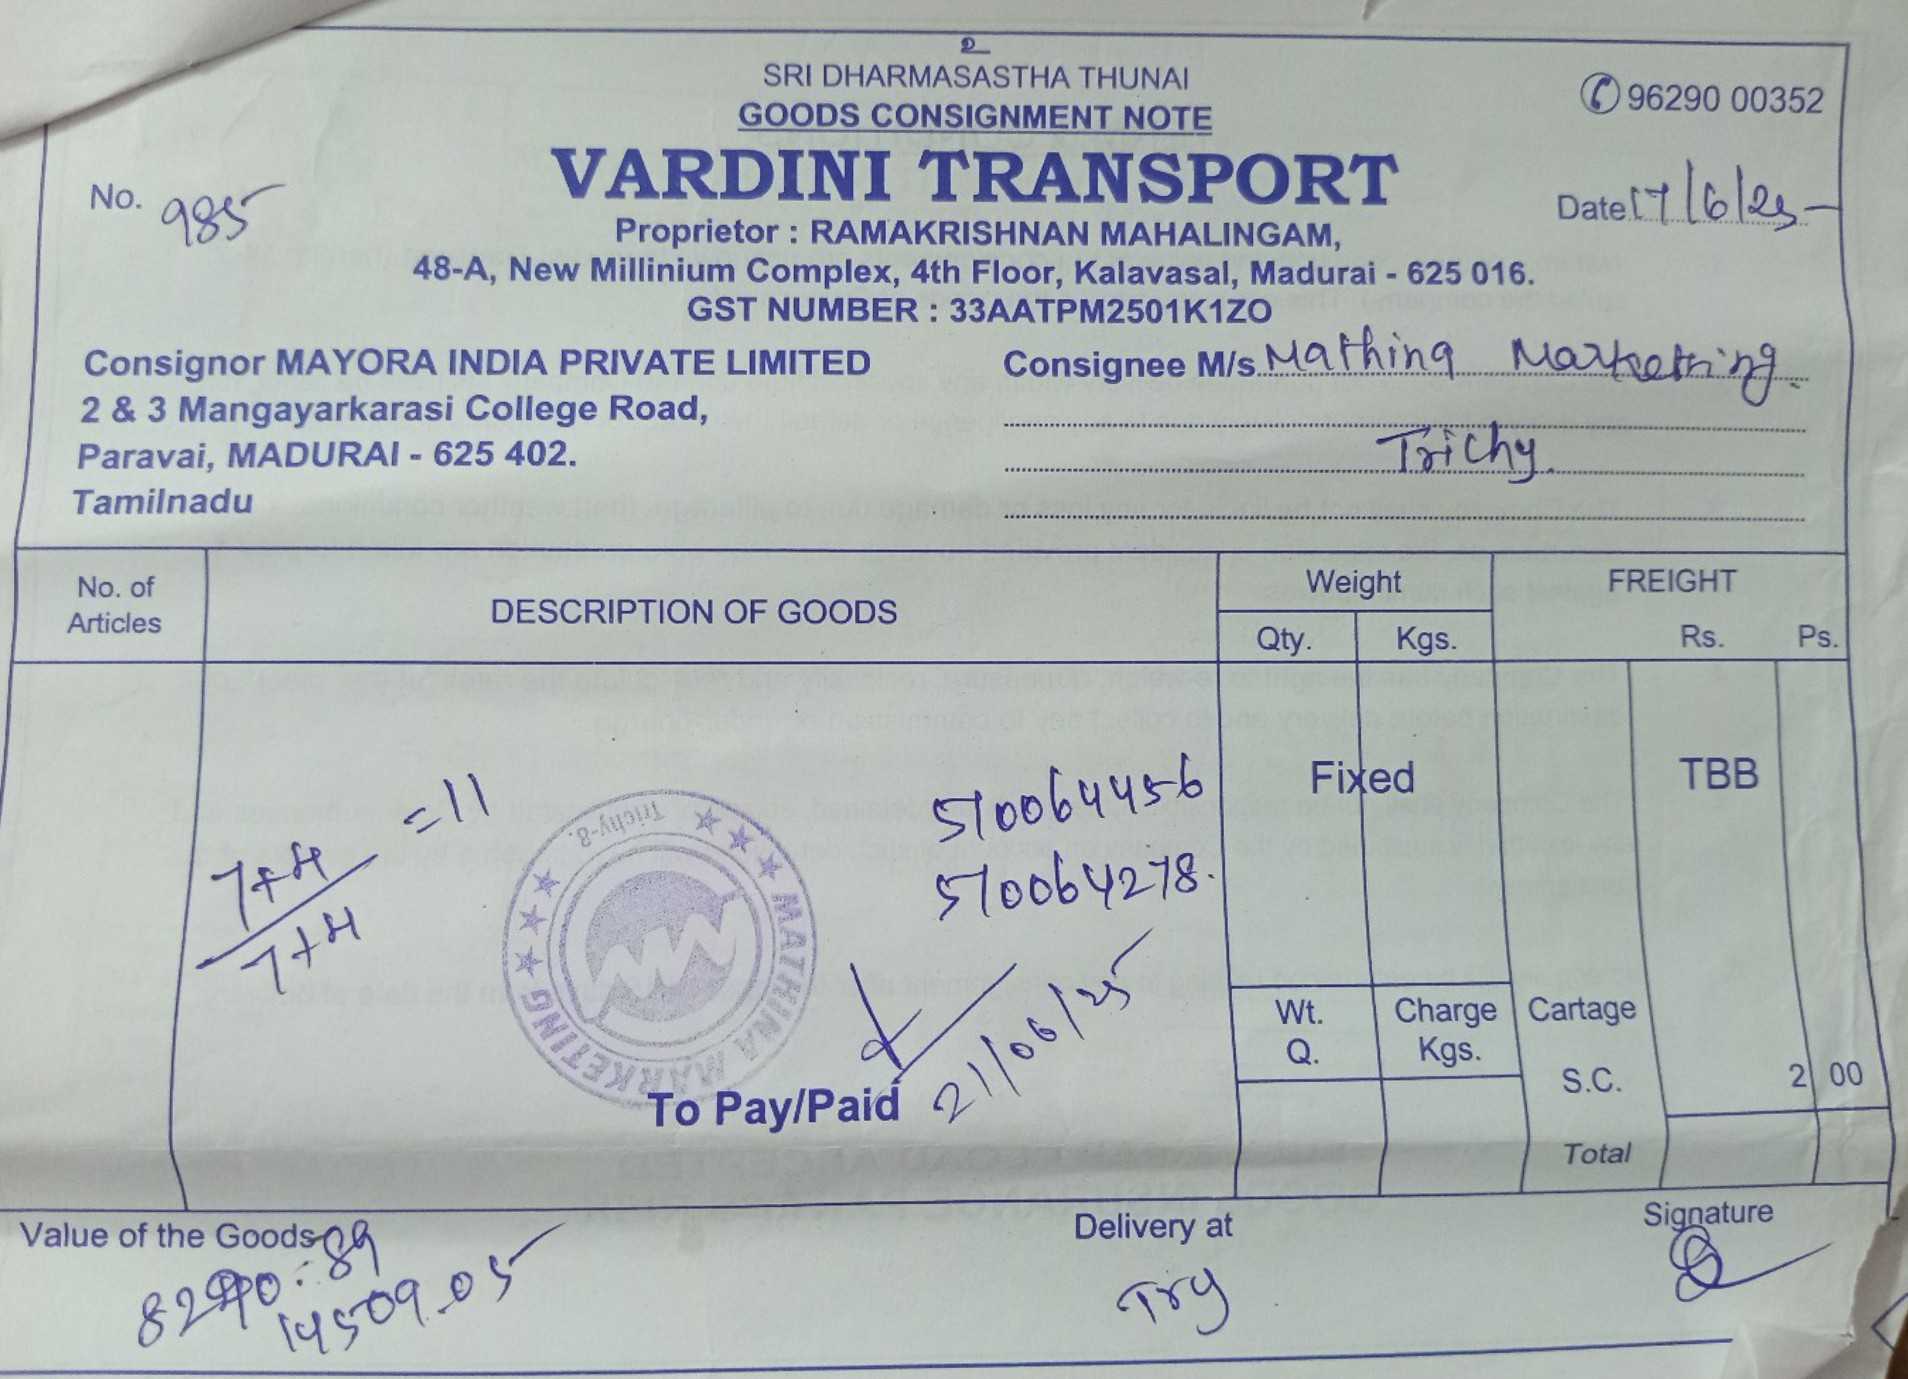 SRI DHARMASASTHA THUNAI
GOODS CONSIGNMENT NOTE
96290 00352
VARDINI TRANSPORT
No. 985
Date 17/6/25
Proprietor : RAMAKRISHNAN MAHALINGAM,
48-A, New Millinium Complex, 4th Floor, Kalavasal, Madurai - 625 016.
GST NUMBER : 33AATPM2501K1ZO
Consignor MAYORA INDIA PRIVATE LIMITED
2 & 3 Mangayarkarasi College Road,
Paravai, MADURAI - 625 402.
Tamilnadu
Consignee M/s Mathina Marketting.
Trichy.
No. of Articles
DESCRIPTION OF GOODS
Weight
Qty. Kgs.
FREIGHT
Rs. Ps.
7+4 = 11
7+4
510064456
510064278.
Fixed
TBB
MATHINA MARKETING
Trichy-8.
21/06/25
To Pay/Paid
Wt. Q.
Charge Kgs.
Cartage
S.C. 2 00
Total
Value of the Goods
14509.05
Delivery at
Try
Signature